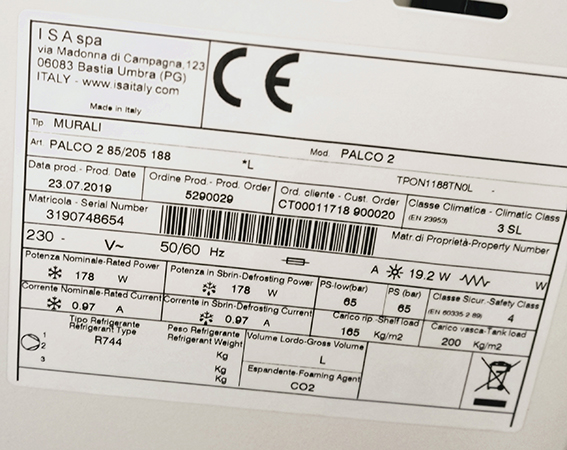 ISA spa
via Madonna di Campagna,123
06083 Bastia Umbra (PG)
ITALY - www.isaitaly.com
Made in Italy
CE
Tip MURALI
Mod. PALCO 2
Art. PALCO 2 85/205 188 *L TPON1188TN0L
Data prod.- Prod. Date
23.07.2019
Ordine Prod.- Prod. Order
5290029
Ord. cliente - Cust. Order
CT00011718 900020
Classe Climatica - Climatic Class
(EN 23953) 3 SL
Matricola - Serial Number
3190748654
Matr di Proprietà-Property Number
230 - V~ 50/60 Hz A 19.2 W W
Potenza Nominale-Rated Power
178 W
Potenza in Sbrin-Defrosting Power
178 W
PS-low(bar)
65
PS (bar)
65
Classe Sicur.-Safety Class
(EN 60335 2 89) 4
Corrente Nominale-Rated Current
0.97 A
Corrente in Sbrin-Defrosting Current
0.97 A
Carico rip.-Shelf load
165 Kg/m2
Carico vasca-Tank load
200 Kg/m2
Tipo Refrigerante
Refrigerant Type
Peso Refrigerante
Refrigerant Weight
1 R744 Kg
2 Kg
3 Kg
Volume Lordo-Gross Volume
L
Espandente-Foaming Agent
CO2